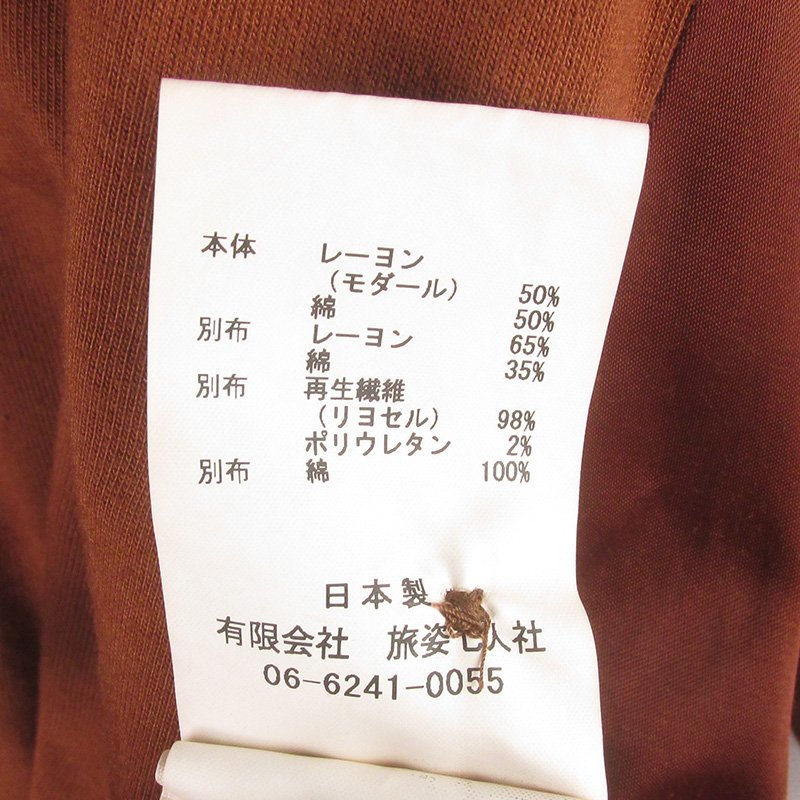 本体 レーヨン
(モダール) 50%
綿 50%
別布 レーヨン 65%
綿 35%
別布 再生繊維
(リヨセル) 98%
ポリウレタン 2%
別布 綿 100%
日本製
有限会社 旅姿七人社
06-6241-0055